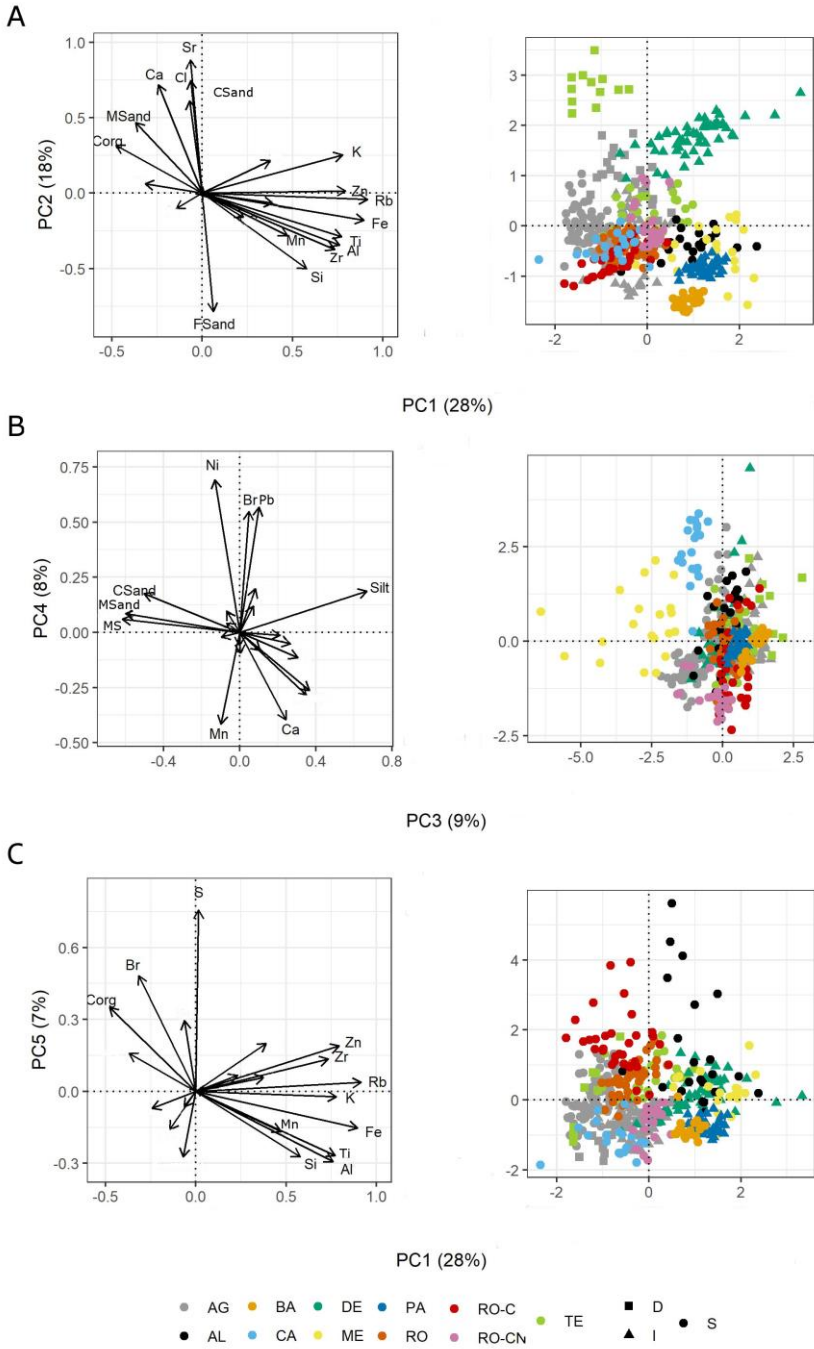 A
1.0
0.5
0.0
-0.5
PC2 (18%)
Sr
Ca
Cl
CSand
MSand
Corg
K
Zn
Rb
Fe
Mn
Ti
Al
Zr
Si
FSand
-0.5 0.0 0.5 1.0
3
2
1
0
-1
-2 0 2
PC1 (28%)
B
0.75
0.50
0.25
0.00
-0.25
-0.50
PC4 (8%)
Ni
Br Pb
CSand
Silt
MSand
MS
Mn
Ca
-0.4 0.0 0.4 0.8
2.5
0.0
-2.5
-5.0 -2.5 0.0 2.5
PC3 (9%)
C
0.6
0.3
0.0
-0.3
PC5 (7%)
S
Br
Corg
Zn
Zr
Rb
K
Mn
Fe
Ti
Si
Al
-0.5 0.0 0.5 1.0
4
2
0
-2
-2 0 2
PC1 (28%)
AG BA DE PA RO-C TE D S
AL CA ME RO RO-CN I